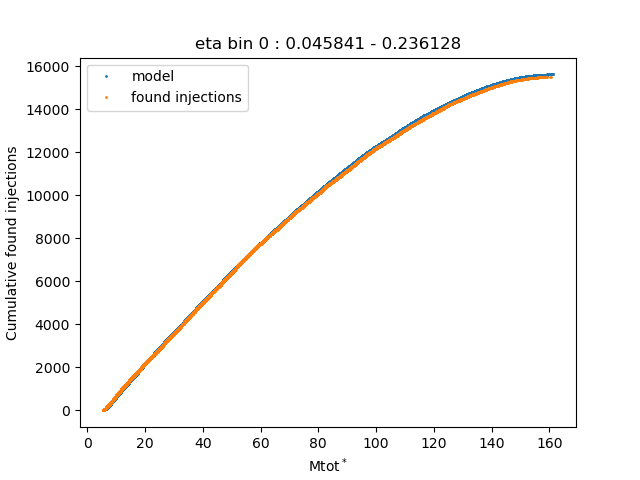 eta bin 0 : 0.045841 - 0.236128
model
found injections
Cumulative found injections
16000
14000
12000
10000
8000
6000
4000
2000
0
0 20 40 60 80 100 120 140 160
Mtot*